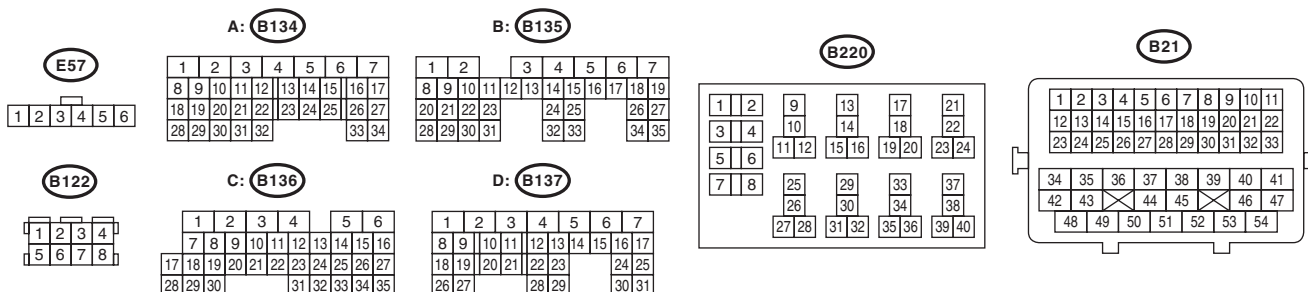 E57
1 2 3 4 5 6
B122
1 2 3 4
5 6 7 8
A: B134
1 2 3 4 5 6 7
8 9 10 11 12 13 14 15 16 17
18 19 20 21 22 23 24 25 26 27
28 29 30 31 32 33 34
B: B135
1 2 3 4 5 6 7
8 9 10 11 12 13 14 15 16 17 18 19
20 21 22 23 24 25 26 27
28 29 30 31 32 33 34 35
C: B136
1 2 3 4 5 6
7 8 9 10 11 12 13 14 15 16
17 18 19 20 21 22 23 24 25 26 27
28 29 30 31 32 33 34 35
D: B137
1 2 3 4 5 6 7
8 9 10 11 12 13 14 15 16 17
18 19 20 21 22 23 24 25
26 27 28 29 30 31
B220
1 2 9 13 17 21
3 4 10 14 18 22
5 6 11 12 15 16 19 20 23 24
7 8 25 29 33 37
26 30 34 38
27 28 31 32 35 36 39 40
B21
1 2 3 4 5 6 7 8 9 10 11
12 13 14 15 16 17 18 19 20 21 22
23 24 25 26 27 28 29 30 31 32 33
34 35 36 37 38 39 40 41
42 43 44 45 46 47
48 49 50 51 52 53 54